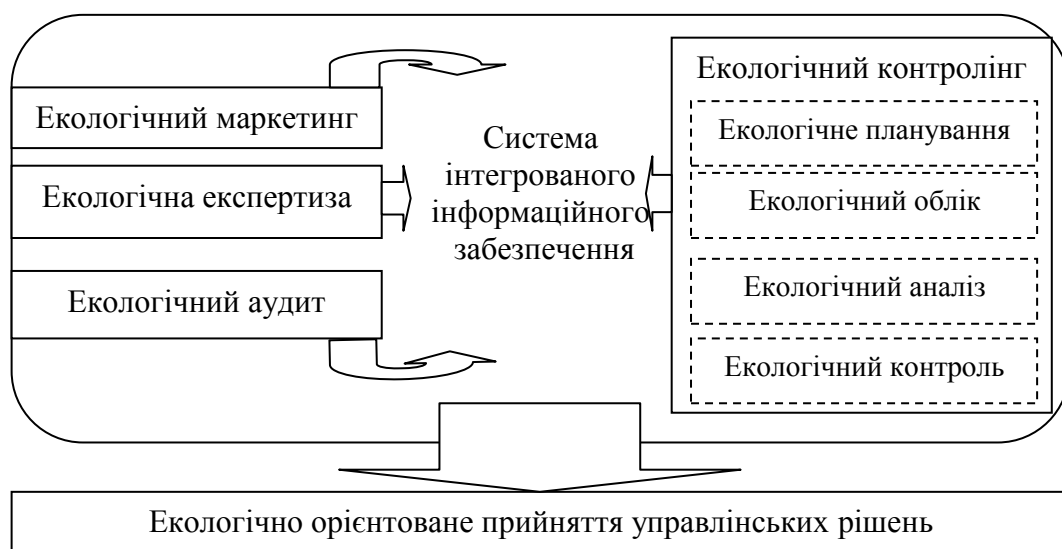 Екологічний маркетинг
Екологічна експертиза
Екологічний аудит
Система
інтегрованого
інформаційного
забезпечення
Екологічний контролінг
Екологічне планування
Екологічний облік
Екологічний аналіз
Екологічний контроль
Екологічно орієнтоване прийняття управлінських рішень